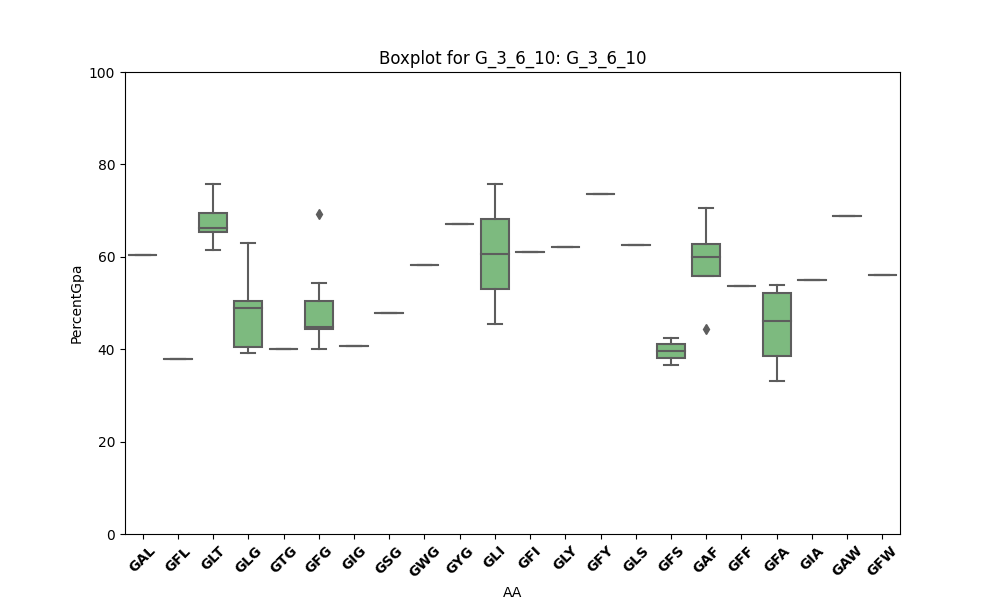 Boxplot for G_3_6_10: G_3_6_10
PercentGpa
100
80
60
40
20
0
GAL GFL GLT GLG GTG GFG GIG GSG GWG GYG GLI GFI GLY GFY GLS GFS GAF GFF GFA GIA GAW GFW
AA